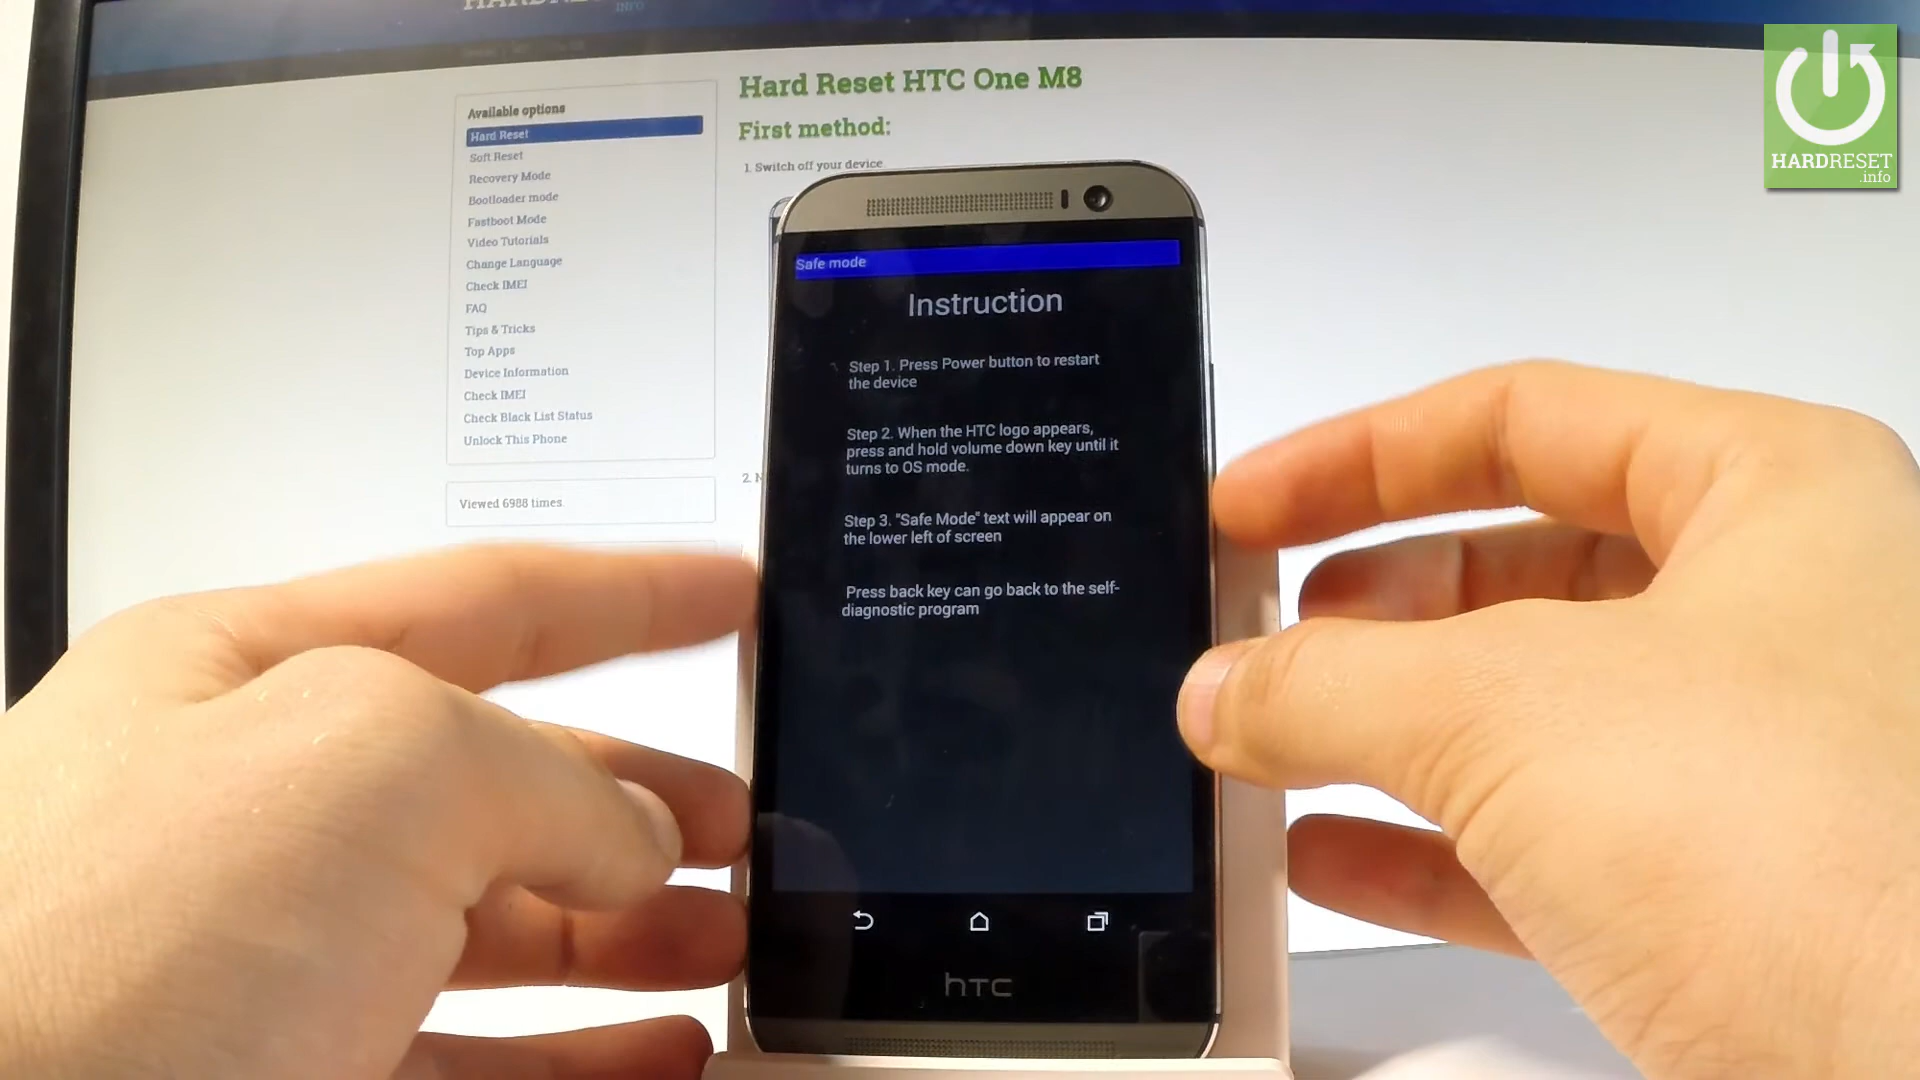 INFO
Available options
Hard Reset
Soft Reset
Recovery Mode
Bootloader mode
Fastboot Mode
Video Tutorials
Change Language
Check IMEI
FAQ
Tips & Tricks
Top Apps
Device Information
Check IMEI
Check Black List Status
Unlock This Phone
Viewed 6988 times
Hard Reset HTC One M8
First method:
1. Switch off your device
2.
Safe mode
Instruction
Step 1. Press Power button to restart
the device
Step 2. When the HTC logo appears,
press and hold volume down key until it
turns to OS mode.
Step 3. "Safe Mode" text will appear on
the lower left of screen
Press back key can go back to the self-
diagnostic program
hTC
HARDRESET
.info